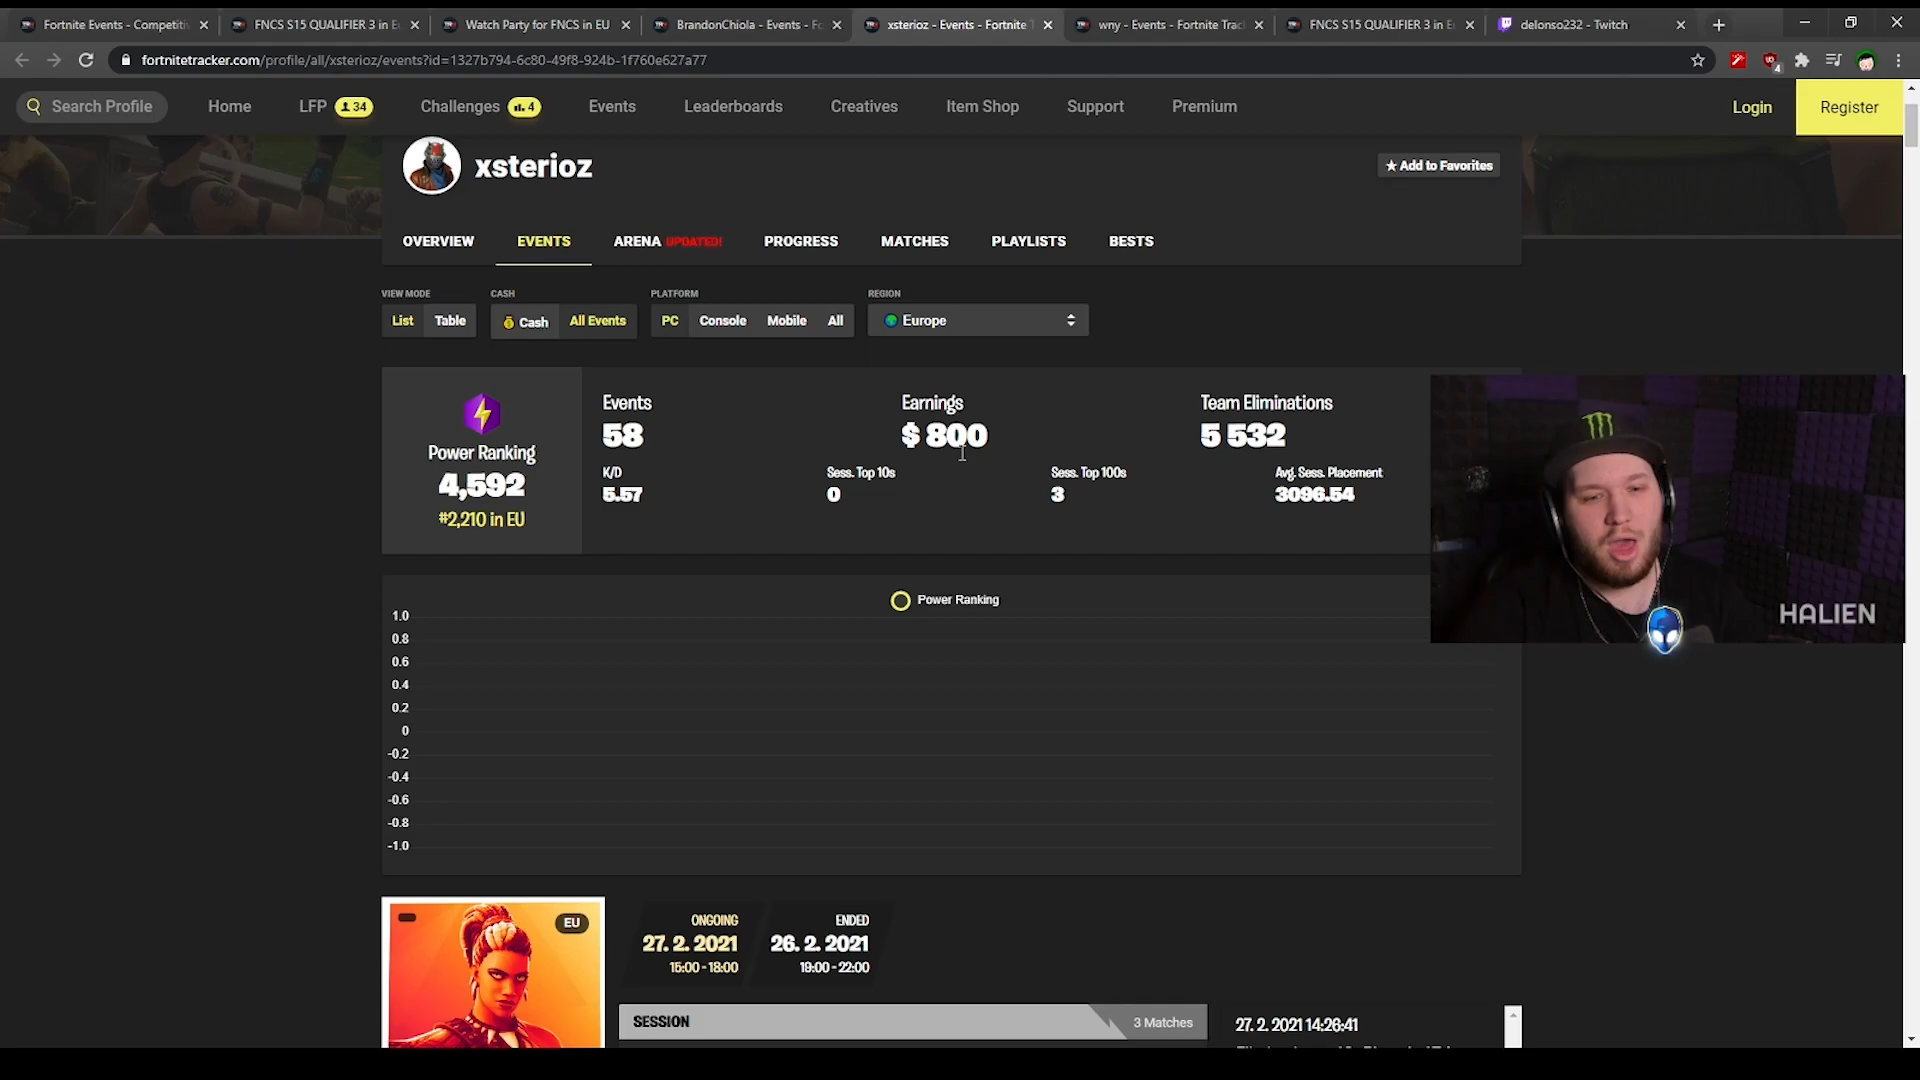 Fortnite Events - Competitiv
FNCS S15 QUALIFIER 3 in E
Watch Party for FNCS in EU
BrandonChiola - Events - Fo
xsterioz - Events - Fortnite T
wny - Events - Fortnite Trac
FNCS S15 QUALIFIER 3 in E
delonso232 - Twitch
fortnitetracker.com/profile/all/xsterioz/events?id=1327b794-6c80-49f8-924b-1f760e627a77
4
Search Profile
Home
LFP 34
Challenges 4
Events
Leaderboards
Creatives
Item Shop
Support
Premium
Login
Register
xsterioz
★ Add to Favorites
OVERVIEW
EVENTS
ARENA UPDATED!
PROGRESS
MATCHES
PLAYLISTS
BESTS
VIEW MODE
CASH
PLATFORM
REGION
List
Table
Cash
All Events
PC
Console
Mobile
All
Europe
Power Ranking
4,592
#2,210 in EU
Events
58
Earnings
$ 800
Team Eliminations
5 532
K/D
5.57
Sess. Top 10s
0
Sess. Top 100s
3
Avg. Sess. Placement
3096.54
HALIEN
Power Ranking
1.0
0.8
0.6
0.4
0.2
0
-0.2
-0.4
-0.6
-0.8
-1.0
EU
ONGOING
27. 2. 2021
15:00 - 18:00
ENDED
26. 2. 2021
19:00 - 22:00
SESSION
3 Matches
27. 2. 2021 14:26:41